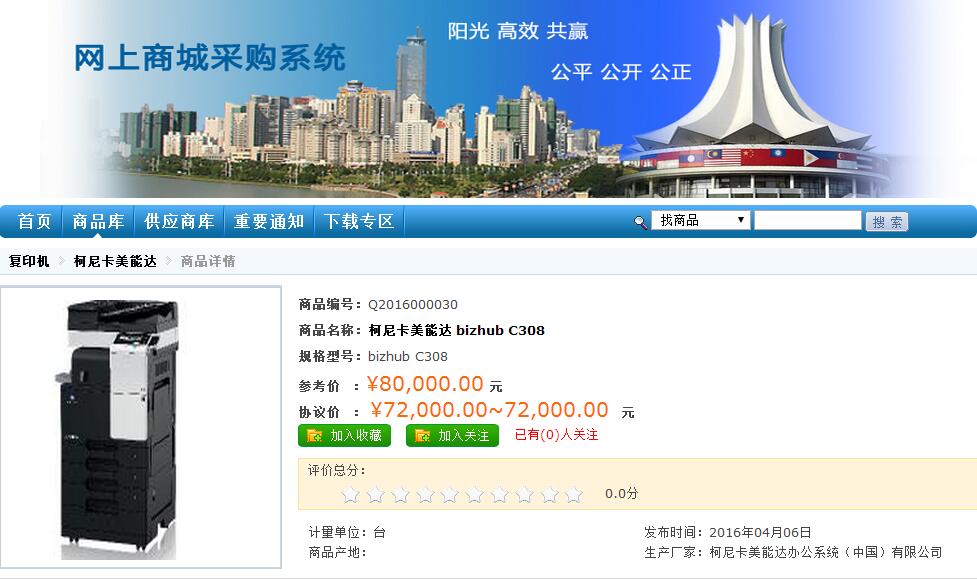 阳光 高效 共赢
网上商城采购系统
公平 公开 公正
首页 商品库 供应商库 重要通知 下载专区 找商品 搜 索
复印机 柯尼卡美能达 商品详情
商品编号：Q2016000030
商品名称：柯尼卡美能达 bizhub C308
规格型号：bizhub C308
参考价 ：¥80,000.00 元
协议价 ：¥72,000.00~72,000.00 元
加入收藏 加入关注 已有(0)人关注
评价总分：
0.0分
计量单位：台 发布时间：2016年04月06日
商品产地： 生产厂家：柯尼卡美能达办公系统（中国）有限公司